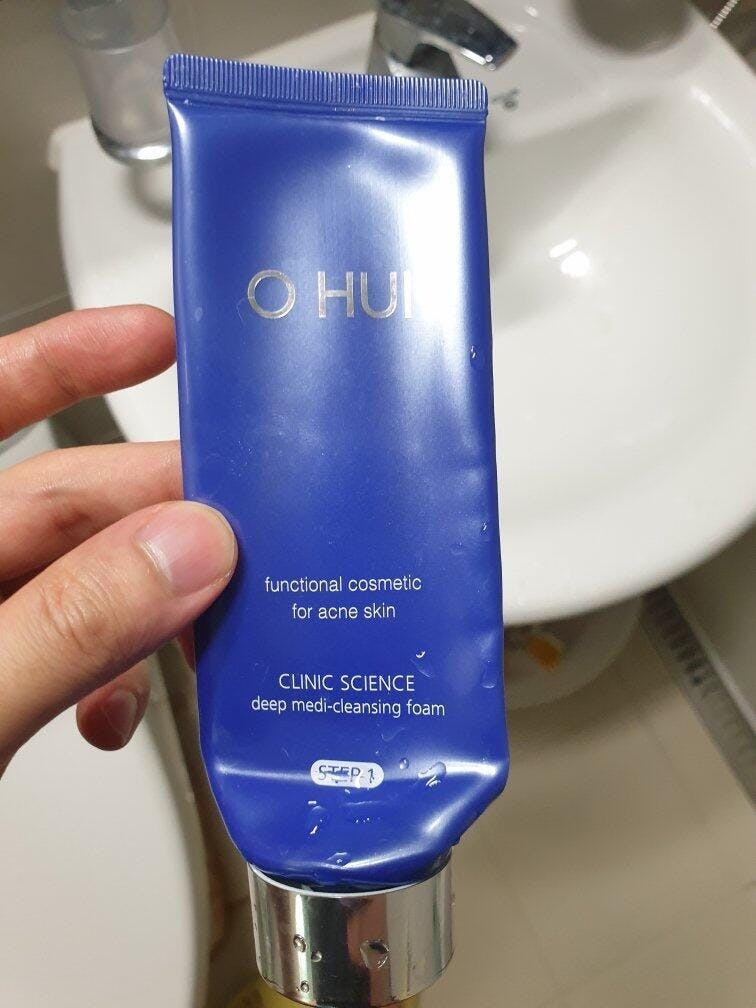 O HUI
functional cosmetic
for acne skin
CLINIC SCIENCE
deep medi-cleansing foam
STEP 1